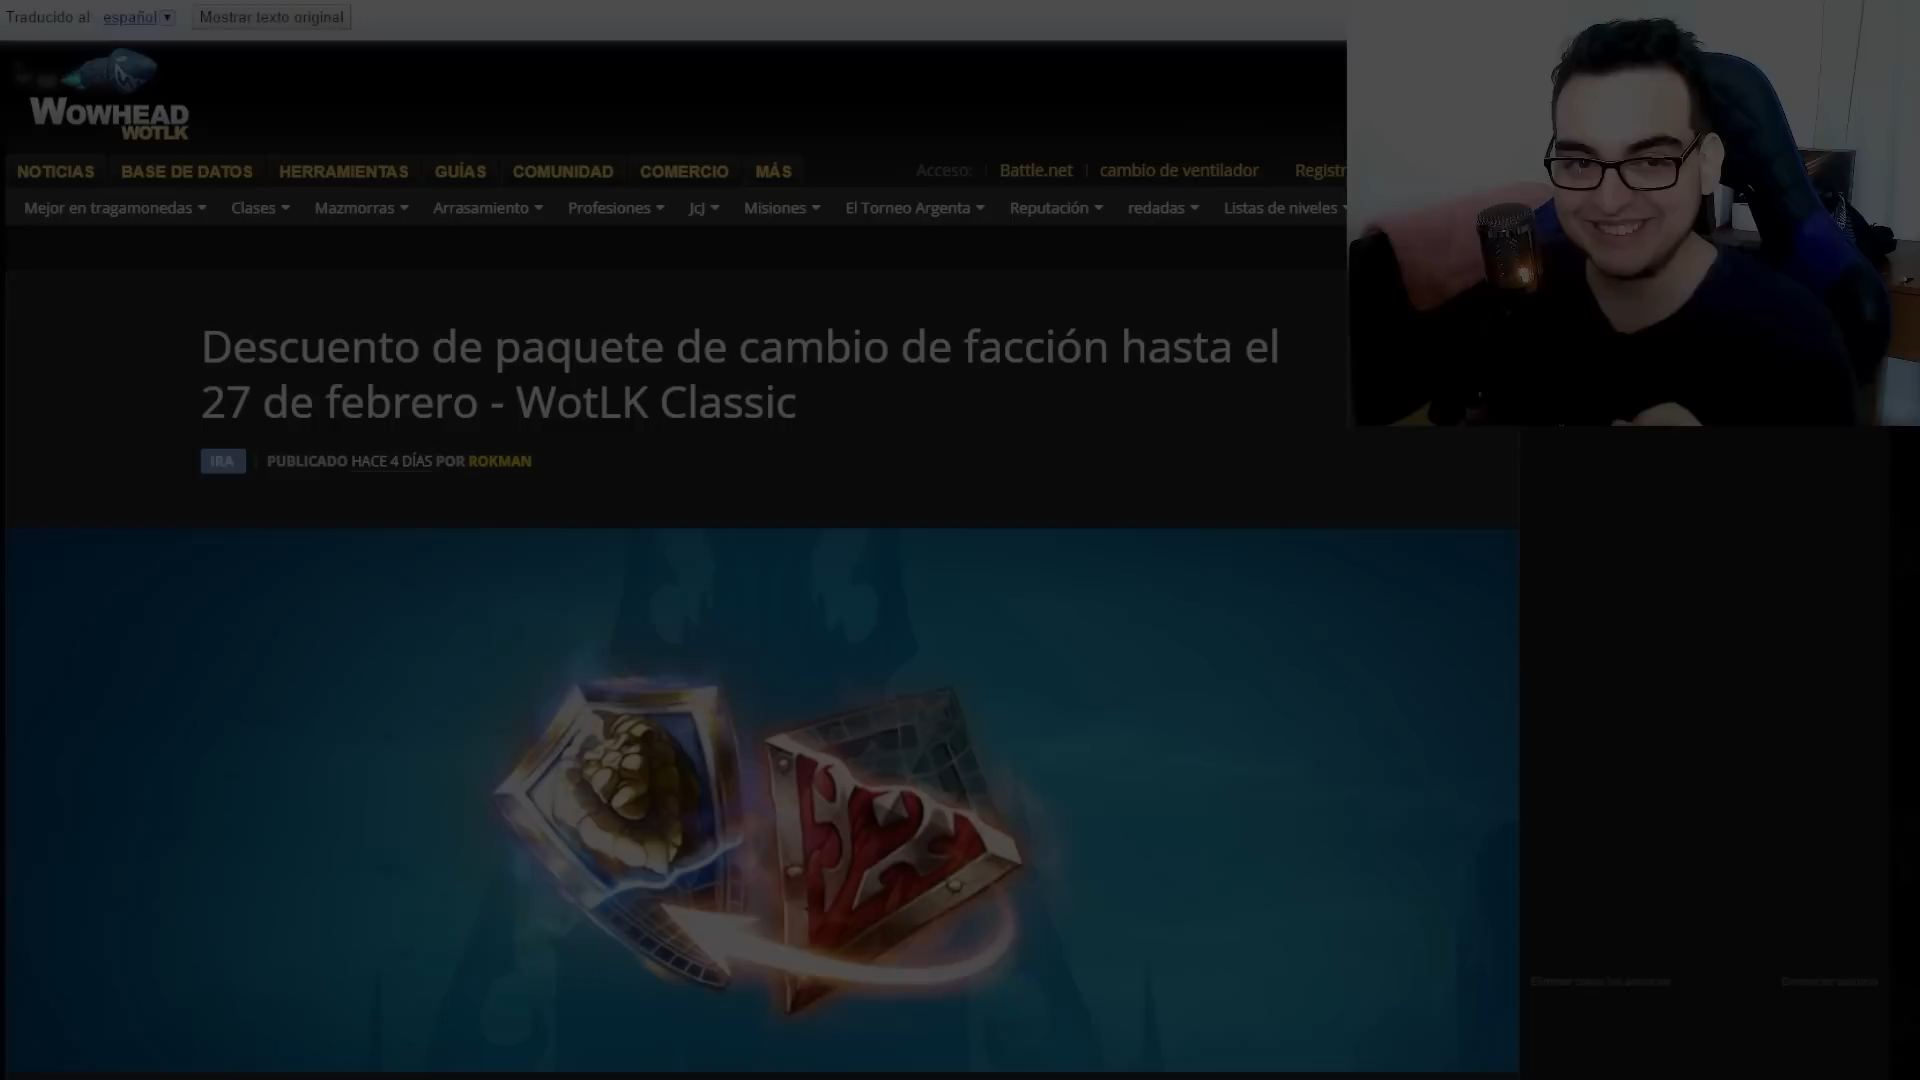 Traducido al: español ▼ Mostrar texto original
WOWHEAD
WOTLK
NOTICIAS BASE DE DATOS HERRAMIENTAS GUÍAS COMUNIDAD COMERCIO MÁS Acceso: Battle.net cambio de ventilador Registr
Mejor en tragamonedas Clases Mazmorras Arrasamiento Profesiones JcJ Misiones El Torneo Argenta Reputación redadas Listas de niveles
Descuento de paquete de cambio de facción hasta el
27 de febrero - WotLK Classic
IRA PUBLICADO HACE 4 DÍAS POR ROKMAN